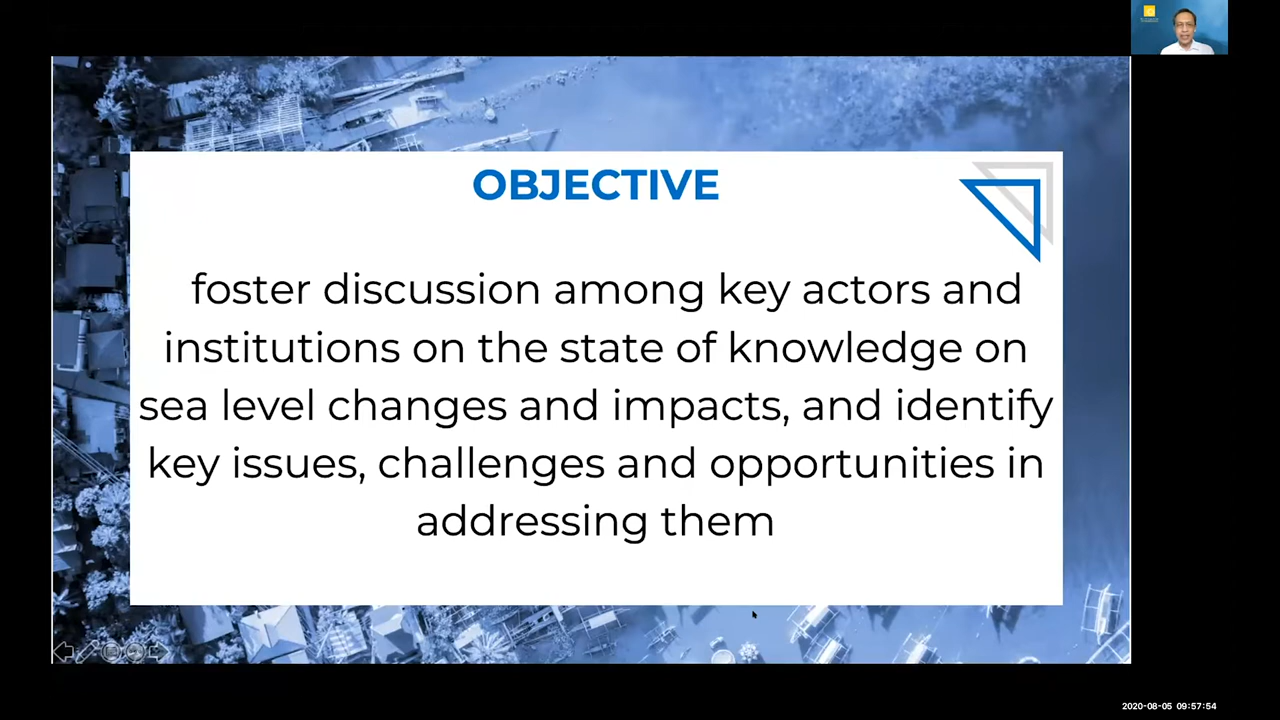 OBJECTIVE
foster discussion among key actors and
institutions on the state of knowledge on
sea level changes and impacts, and identify
key issues, challenges and opportunities in
addressing them
2020-08-05 09:57:54